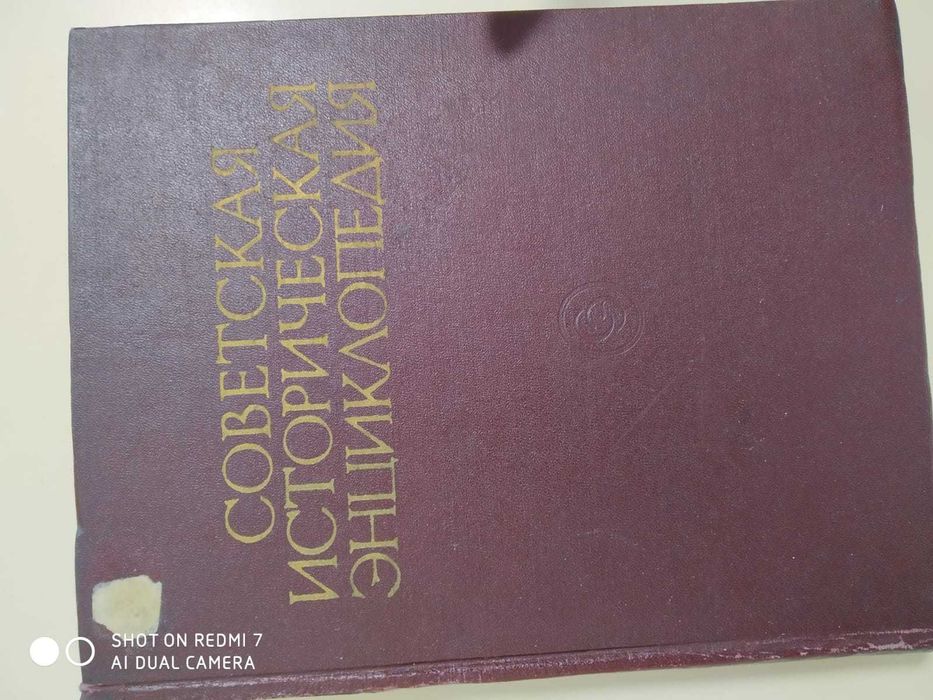 СОВЕТСКАЯ
ИСТОРИЧЕСКАЯ
ЭНЦИКЛОПЕДИЯ
SHOT ON REDMI 7
AI DUAL CAMERA